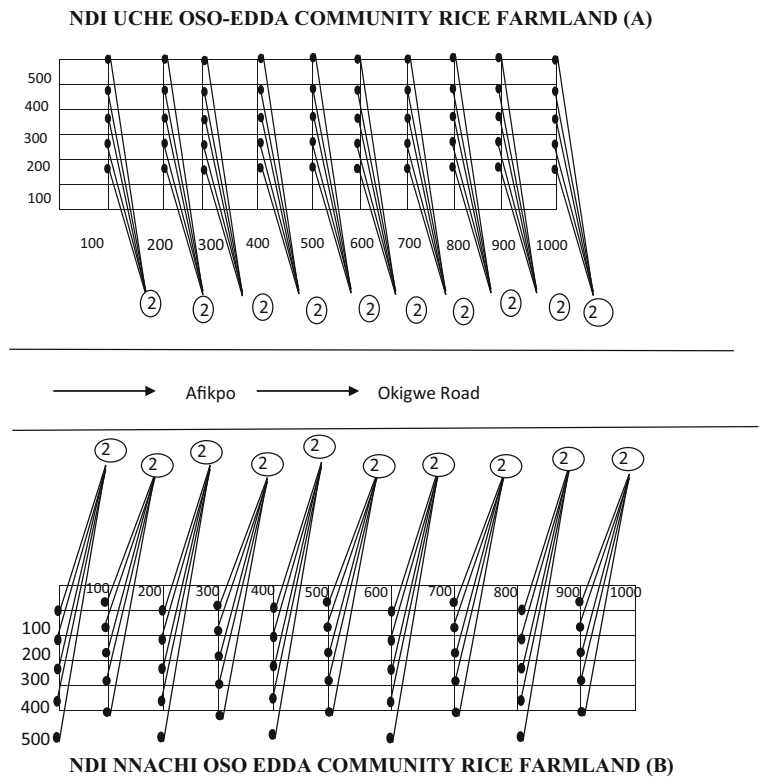 NDI UCHE OSO-EDDA COMMUNITY RICE FARMLAND (A)
500
400
300
200
100
100 200 300 400 500 600 700 800 900 1000
2 2 2 2 2 2 2 2 2 2
Afikpo Okigwe Road
2 2 2 2 2 2 2 2 2 2
100 200 300 400 500 600 700 800 900 1000
100
200
300
400
500
NDI NNACHI OSO EDDA COMMUNITY RICE FARMLAND (B)